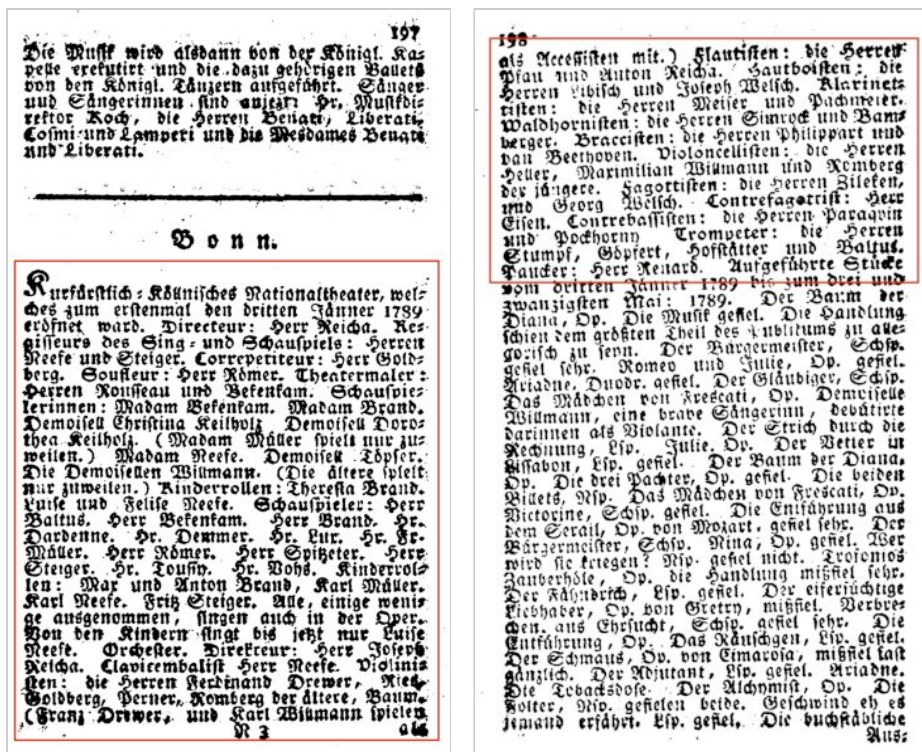 197
Die Musik wird alsdann von der Königl. Ka-
pelle exekutirt und die dazu gehörigen Ballets
von den Königl. Tänzern aufgeführt. Sänger
und Sängerinnen sind anjezt: Hr. Musikdi-
rektor Koch, die Herren Benati, Liberati,
Cosmi und Lamperi und die Mesdames Benati
und Liberati.
Bonn.
Kurfürstlich-Köllnisches Nationaltheater, wel-
ches zum erstenmal den dritten Jänner 1789
eröfnet ward. Directeur: Herr Reicha. Re-
gisseurs des Sing- und Schauspiels: Herren
Neefe und Steiger. Correpeteur: Herr Gold-
berg. Soufleur: Herr Römer. Theatermaler:
Herren Rousseau und Bekenkam. Schauspie-
lerinnen: Madam Bekenkam. Madam Brand.
Demoisell Christina Keilholz Demoisell Doro-
thea Keilholz. (Madam Müller spielt nur zu-
weilen.) Madam Neefe. Demoisell Töpfer.
Die Demoisellen Willmann. (Die ältere spielt
nur zuweilen.) Kinderrollen: Theresia Brand.
Luise und Felise Neefe. Schauspieler: Herr
Baltus. Herr Bekenkam. Herr Brand. Hr.
Dardenne. Hr. Demmer. Hr. Lux. Hr. Fr.
Müller. Herr Römer. Herr Spitzeter. Herr
Steiger. Hr. Toussin. Hr. Vohs. Kinderrol-
len: Max und Anton Brand, Karl Müller.
Karl Neefe. Fritz Steiger. Alle, einige weni-
ge ausgenommen, singen auch in der Oper.
Von den Kindern singt bis jetzt nur Luise
Neefe. Orchester. Direkteur: Herr Joseph
Reicha. Clavicembalist Herr Neefe. Violini-
sten: die Herren Ferdinand Drewer, Ries,
Goldberg, Perner, Romberg der ältere, Baum.
(Franz Drewer, und Karl Willmann spielen
N 3 als
198
als Accessisten mit.) Flautisten: die Herren
Pfau und Anton Reicha. Hautboisten: die
Herren Libisch und Joseph Welsch. Klarinet-
tisten: die Herren Meiser und Pachmeier.
Waldhornisten: die Herren Simrock und Bam-
berger. Braccisten: die Herren Philippart und
van Beethoven. Violoncellisten: die Herren
Heller, Maximilian Willmann und Romberg
der jüngere. Fagottisten: die Herren Zileken,
und Georg Welsch. Contrefagottist: Herr
Eisen. Contrebassisten: die Herren Paraquin
und Pockhorny Trompeter: die Herren
Stumpf, Göpfert, Hofstätter und Baltus.
Paucker: Herr Renard. Aufgeführte Stücke
vom dritten Jänner 1789 bis zum drei und
zwanzigsten Mai: 1789. Der Baum der
Diana, Op. Die Musik gefiel. Die Handlung
schien dem größten Theil des Publikums zu alle-
gorisch zu seyn. Der Bürgermeister, Schsp.
gefiel sehr. Romeo und Julie, Op. gefiel.
Ariadne. Duodr. gefiel. Der Gläubiger, Schsp.
Das Mädchen von Frescati, Op. Demoiselle
Willmann, eine brave Sängerinn, debütirte
darinnen als Violante. Der Strich durch die
Rechnung, Lsp. Julie. Op. Der Vetter in
Lissabon, Lsp. gefiel. Der Baum der Diana.
Op. Die drei Pachter, Op. gefiel. Die beiden
Billets, Nsp. Das Mädchen von Frescati, Op.
Victorine, Schsp. gefiel. Die Entführung aus
dem Serail, Op. von Mozart, gefiel sehr. Der
Bürgermeister, Schsp. Nina, Op. gefiel. Wer
wird sie kriegen? Nsp. gefiel nicht. Trofonios
Zauberhöle, Op. die Handlung mißfiel sehr.
Der Fähndrich, Lsp. gefiel. Der eifersüchtige
Liebhaber, Op. von Gretry, mißfiel. Verbre-
chen aus Ehrsucht, Schsp. gefiel sehr. Die
Entführung, Op. Das Räuschgen, Lsp. gefiel.
Der Schmaus, Op. von Cimarosa, mißfiel fast
gänzlich. Der Adjutant, Lsp. gefiel. Ariadne.
Die Tobacksdose. Der Alchymist, Op. Die
Folter, Nsp. gefielen beide. Geschwind eh es
jemand erfährt. Lsp. gefiel. Die buchstäbliche
Aus-